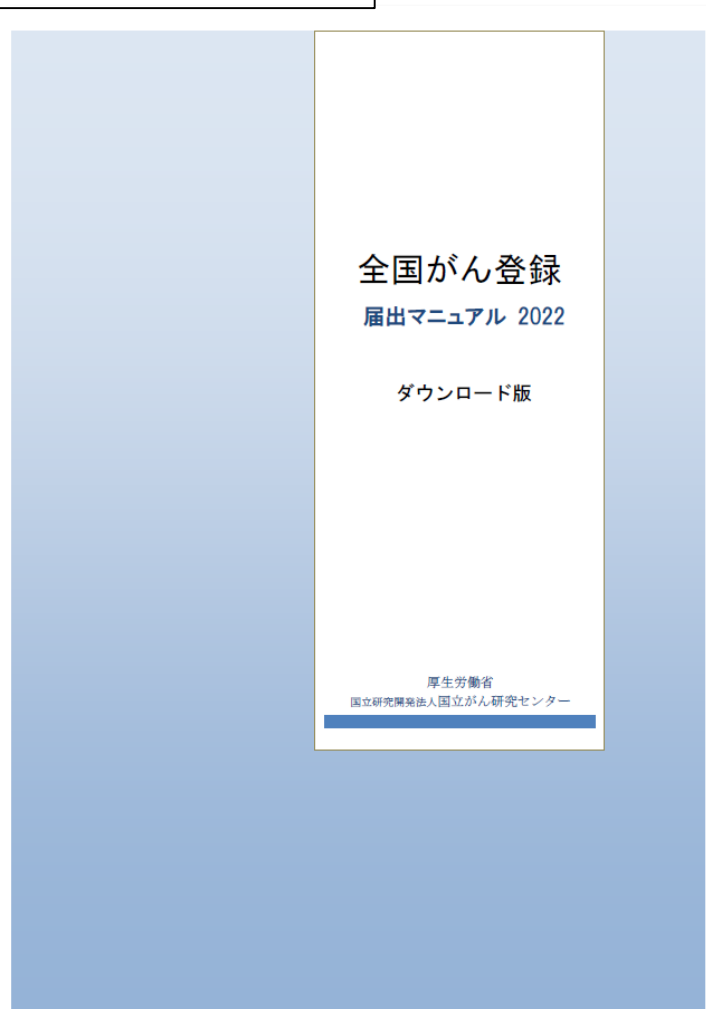 全国がん登録
届出マニュアル 2022
ダウンロード版
厚生労働省
国立研究開発法人国立がん研究センター